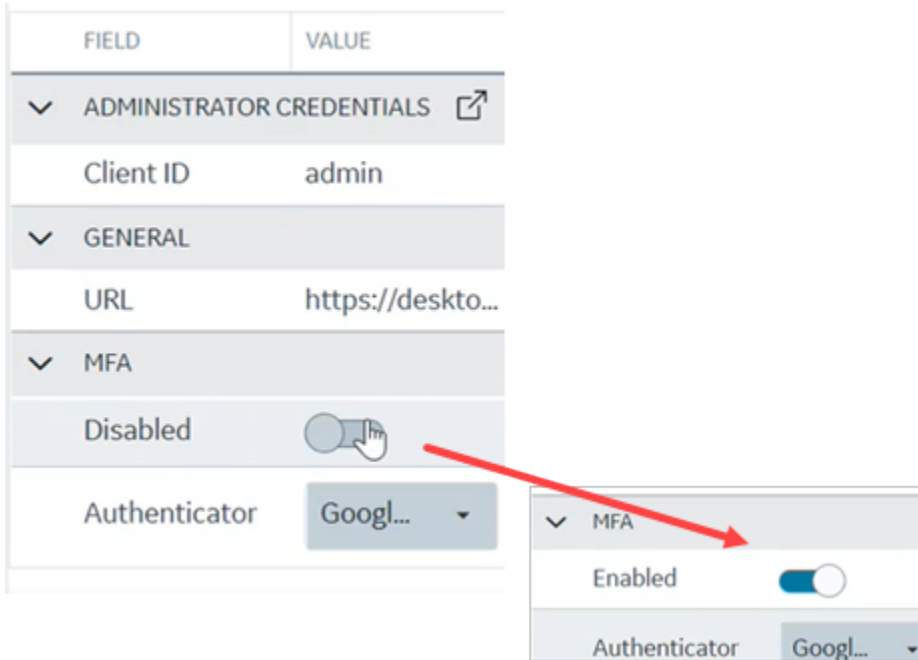 FIELD VALUE
ADMINISTRATOR CREDENTIALS
Client ID admin
GENERAL
URL https://deskto...
MFA
Disabled
Authenticator Googl...
MFA
Enabled
Authenticator Googl...